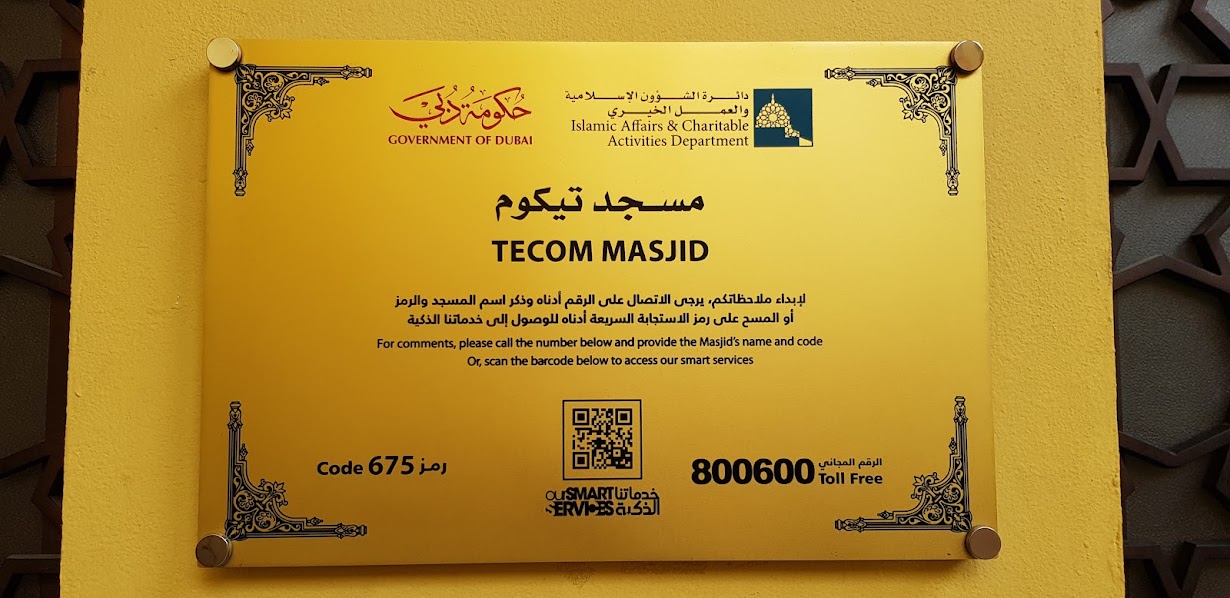 حكومة دبي
GOVERNMENT OF DUBAI
دائرة الشؤون الإسلامية
والعمل الخيري
Islamic Affairs & Charitable
Activities Department
مسجد تيكوم
TECOM MASJID
لإبداء ملاحظاتكم، يرجى الاتصال على الرقم أدناه وذكر اسم المسجد والرمز
أو المسح على رمز الاستجابة السريعة أدناه للوصول إلى خدماتنا الذكية
For comments, please call the number below and provide the Masjid's name and code
Or, scan the barcode below to access our smart services
Code 675 رمز
ourSMART خدماتنا
SERVICES الذكية
800600
الرقم المجاني
Toll Free